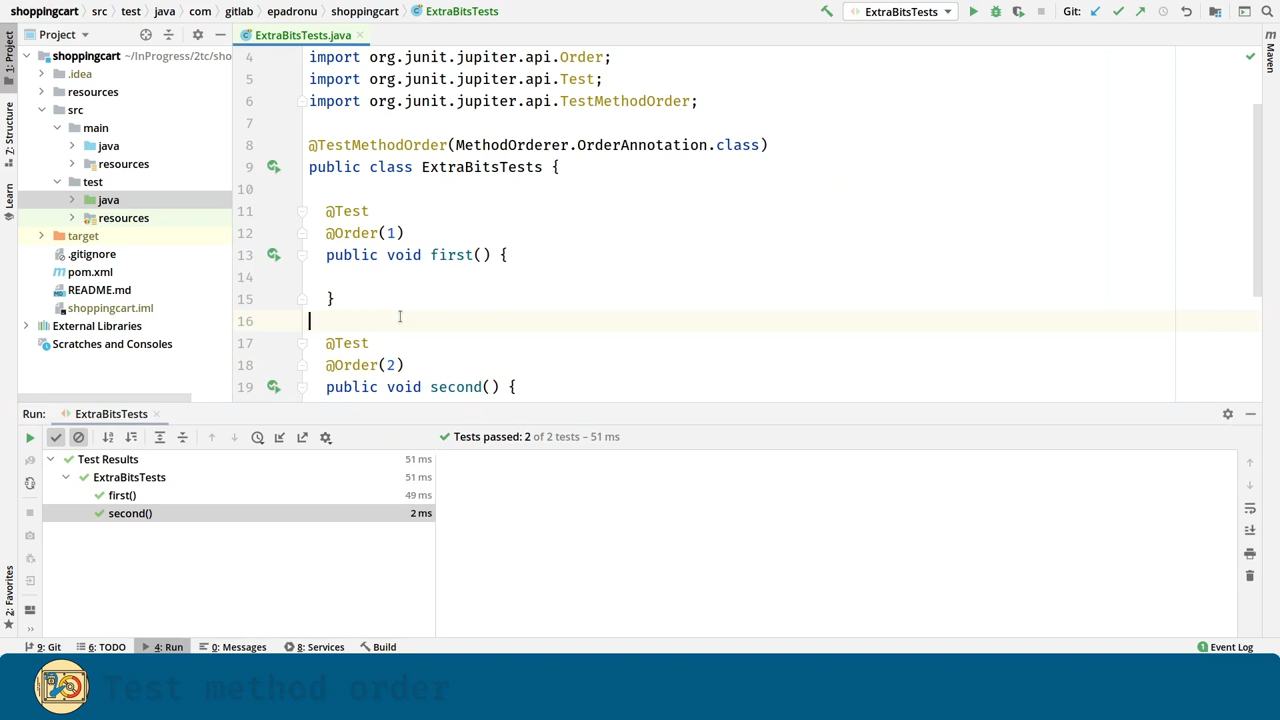 shoppingcart src test java com gitlab epadronu shoppingcart ExtraBitsTests ExtraBitsTests Git:
Project ExtraBitsTests.java
shoppingcart ~/InProgress/2tc/sho
.idea
resources
src
main
java
resources
test
java
resources
target
.gitignore
pom.xml
README.md
shoppingcart.iml
External Libraries
Scratches and Consoles
1: Project
7: Structure
Learn
2: Favorites
Maven
4 import org.junit.jupiter.api.Order;
5 import org.junit.jupiter.api.Test;
6 import org.junit.jupiter.api.TestMethodOrder;
7
8 @TestMethodOrder(MethodOrderer.OrderAnnotation.class)
9 public class ExtraBitsTests {
10
11 @Test
12 @Order(1)
13 public void first() {
14
15 }
16
17 @Test
18 @Order(2)
19 public void second() {
Run: ExtraBitsTests
Tests passed: 2 of 2 tests – 51 ms
Test Results 51 ms
ExtraBitsTests 51 ms
first() 49 ms
second() 2 ms
9: Git 6: TODO 4: Run 0: Messages 8: Services Build 1 Event Log
Test method order